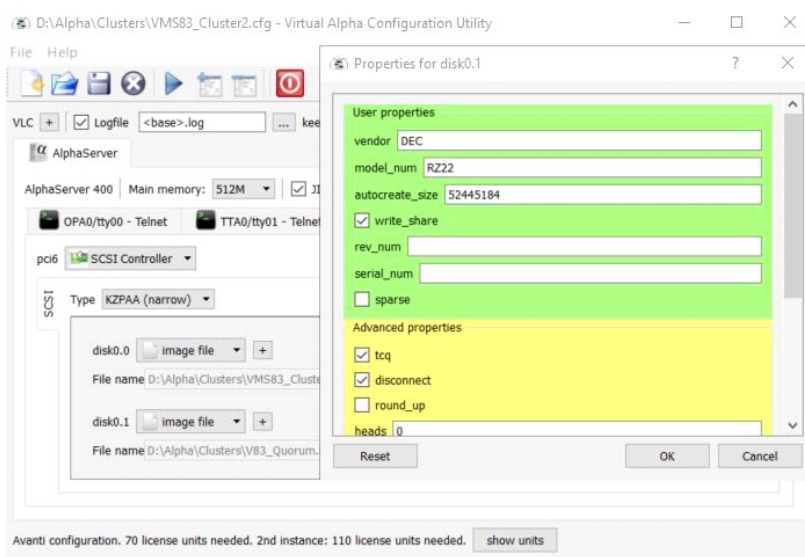 D:\Alpha\Clusters\VMS83_Cluster2.cfg - Virtual Alpha Configuration Utility
File Help
VLC + Logfile <base>.log ... kee
α AlphaServer
AlphaServer 400 Main memory: 512M JI
OPA0/tty00 - Telnet TTA0/tty01 - Telnet
pci6 SCSI Controller
SCSI
Type KZPAA (narrow)
disk0.0 image file +
File name D:\Alpha\Clusters\VMS83_Cluste
disk0.1 image file +
File name D:\Alpha\Clusters\V83_Quorum.
Avanti configuration. 70 license units needed. 2nd instance: 110 license units needed. show units
Properties for disk0.1 ?
User properties
vendor DEC
model_num RZ22
autocreate_size 52445184
write_share
rev_num
serial_num
sparse
Advanced properties
tcq
disconnect
round_up
heads 0
Reset OK Cancel